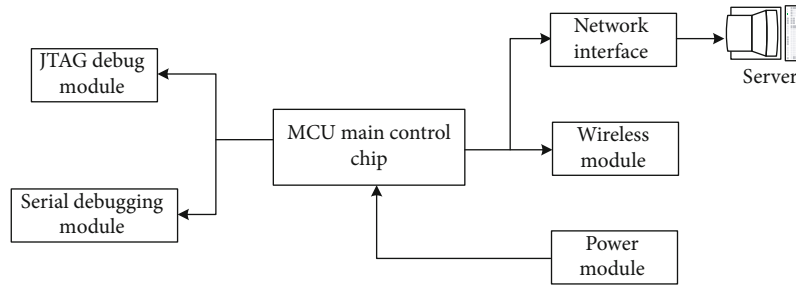 JTAG debug
module
Serial debugging
module
MCU main control
chip
Network
interface
Server
Wireless
module
Power
module